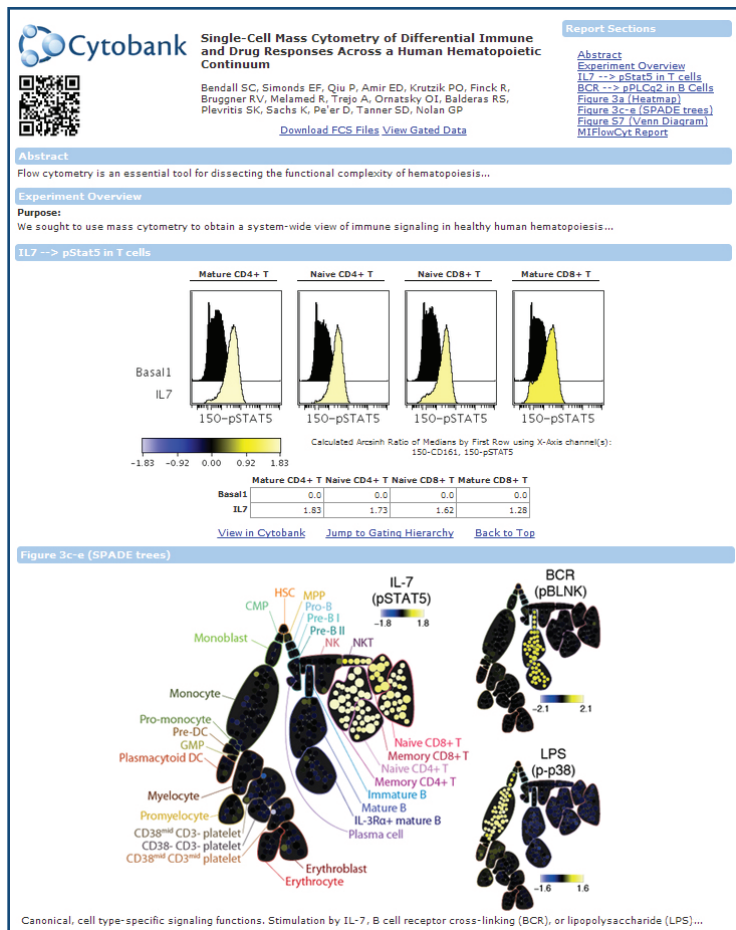 Cytobank
Single-Cell Mass Cytometry of Differential Immune
and Drug Responses Across a Human Hematopoietic
Continuum
Bendall SC, Simonds EF, Qiu P, Amir ED, Krutzik PO, Finck R,
Bruggner RV, Melamed R, Trejo A, Ornatsky OI, Balderas RS,
Plevritis SK, Sachs K, Pe'er D, Tanner SD, Nolan GP
Download FCS Files View Gated Data
Report Sections
Abstract
Experiment Overview
IL7 --> pStat5 in T cells
BCR --> pPLCg2 in B Cells
Figure 3a (Heatmap)
Figure 3c-e (SPADE trees)
Figure S7 (Venn Diagram)
MIFlowCyt Report
Abstract
Flow cytometry is an essential tool for dissecting the functional complexity of hematopoiesis...
Experiment Overview
Purpose:
We sought to use mass cytometry to obtain a system-wide view of immune signaling in healthy human hematopoiesis...
IL7 --> pStat5 in T cells
Mature CD4+ T Naive CD4+ T Naive CD8+ T Mature CD8+ T
Basal1
IL7
150-pSTAT5 150-pSTAT5 150-pSTAT5 150-pSTAT5
-1.83 -0.92 0.00 0.92 1.83
Calculated Arcsinh Ratio of Medians by First Row using X-Axis channel(s):
150-CD161, 150-pSTAT5
Mature CD4+ T Naive CD4+ T Naive CD8+ T Mature CD8+ T
Basal1 0.0 0.0 0.0 0.0
IL7 1.83 1.73 1.62 1.28
View in Cytobank Jump to Gating Hierarchy Back to Top
Figure 3c-e (SPADE trees)
IL-7
(pSTAT5)
-1.8 1.8
HSC
MPP
CMP
Pro-B
Pre-B I
Pre-B II
Monoblast
NK
NKT
Monocyte
Pro-monocyte
Pre-DC
GMP
Plasmacytoid DC
Myelocyte
Promyelocyte
CD38mid CD3- platelet
CD38- CD3- platelet
CD38mid CD3mid platelet
Naive CD8+ T
Memory CD8+ T
Naive CD4+ T
Memory CD4+ T
Immature B
Mature B
IL-3Rα+ mature B
Plasma cell
Erythroblast
Erythrocyte
BCR
(pBLNK)
-2.1 2.1
LPS
(p-p38)
-1.6 1.6
Canonical, cell type-specific signaling functions. Stimulation by IL-7, B cell receptor cross-linking (BCR), or lipopolysaccharide (LPS)...